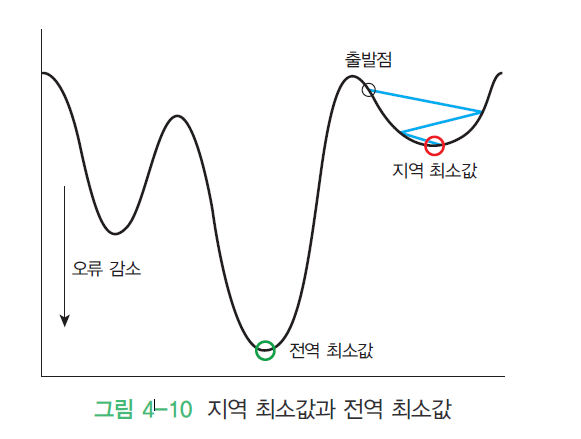 출발점
지역 최소값
오류 감소
전역 최소값
그림 4-10 지역 최소값과 전역 최소값